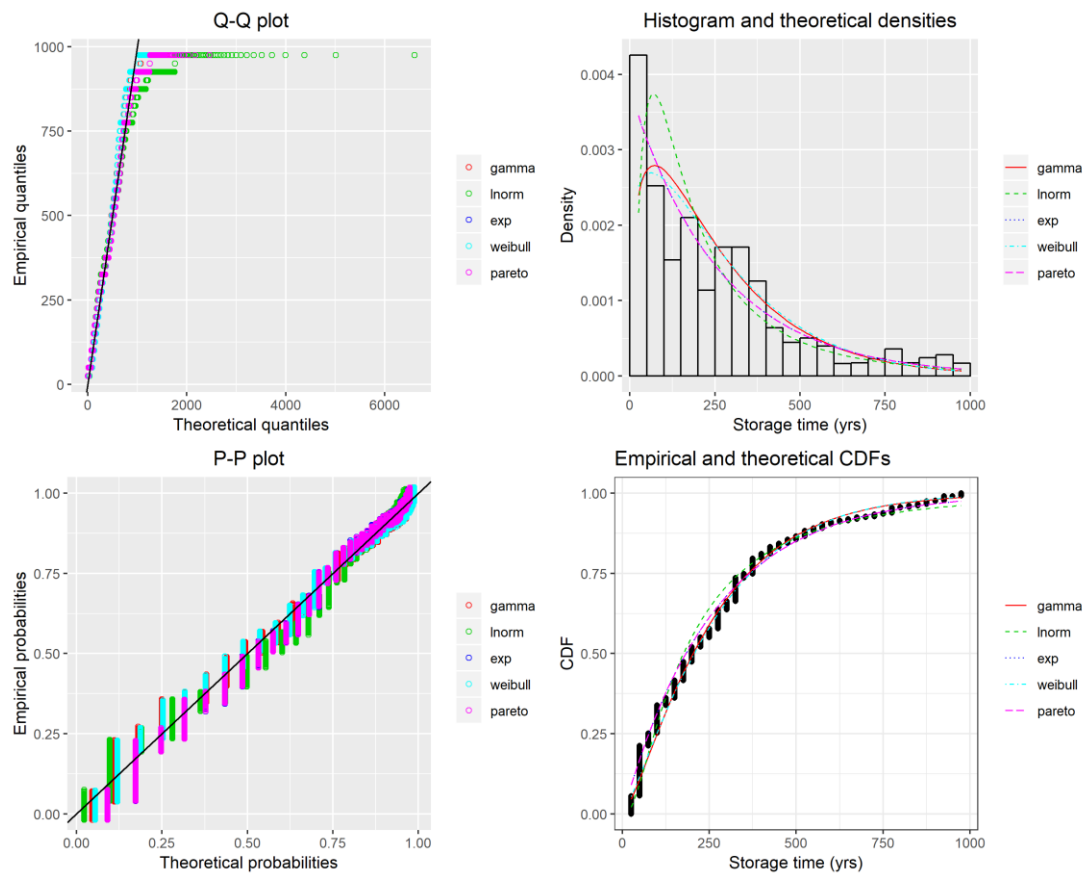 Q-Q plot
Empirical quantiles
1000
750
500
250
0
0
2000
4000
6000
Theoretical quantiles
gamma
lnorm
exp
weibull
pareto
Histogram and theoretical densities
Density
0.004
0.003
0.002
0.001
0.000
0
250
500
750
1000
Storage time (yrs)
gamma
lnorm
exp
weibull
pareto
P-P plot
Empirical probabilities
1.00
0.75
0.50
0.25
0.00
0.00
0.25
0.50
0.75
1.00
Theoretical probabilities
gamma
lnorm
exp
weibull
pareto
Empirical and theoretical CDFs
CDF
1.00
0.75
0.50
0.25
0.00
0
250
500
750
1000
Storage time (yrs)
gamma
lnorm
exp
weibull
pareto